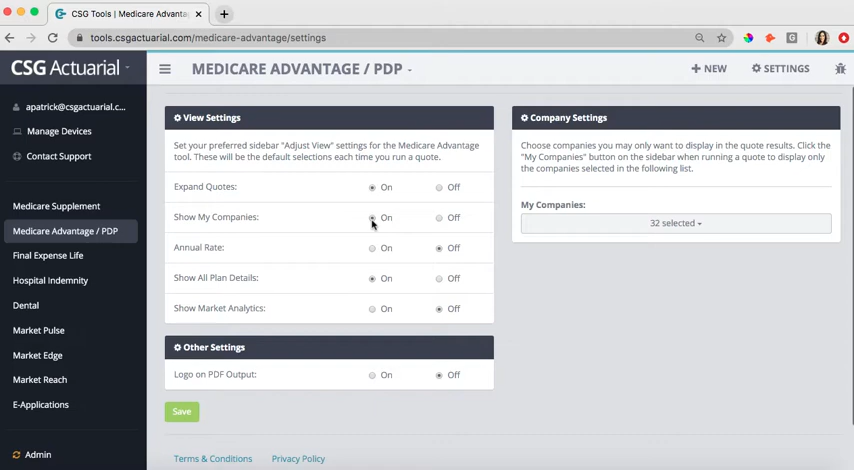 CSG Tools | Medicare Advanta
tools.csgactuarial.com/medicare-advantage/settings
CSG Actuarial
MEDICARE ADVANTAGE / PDP
NEW
SETTINGS
apatrick@csgactuarial.c...
Manage Devices
Contact Support
Medicare Supplement
Medicare Advantage / PDP
Final Expense Life
Hospital Indemnity
Dental
Market Pulse
Market Edge
Market Reach
E-Applications
Admin
View Settings
Set your preferred sidebar "Adjust View" settings for the Medicare Advantage
tool. These will be the default selections each time you run a quote.
Expand Quotes: On Off
Show My Companies: On Off
Annual Rate: On Off
Show All Plan Details: On Off
Show Market Analytics: On Off
Other Settings
Logo on PDF Output: On Off
Save
Company Settings
Choose companies you may only want to display in the quote results. Click the
"My Companies" button on the sidebar when running a quote to display only
the companies selected in the following list.
My Companies:
32 selected
Terms & Conditions Privacy Policy